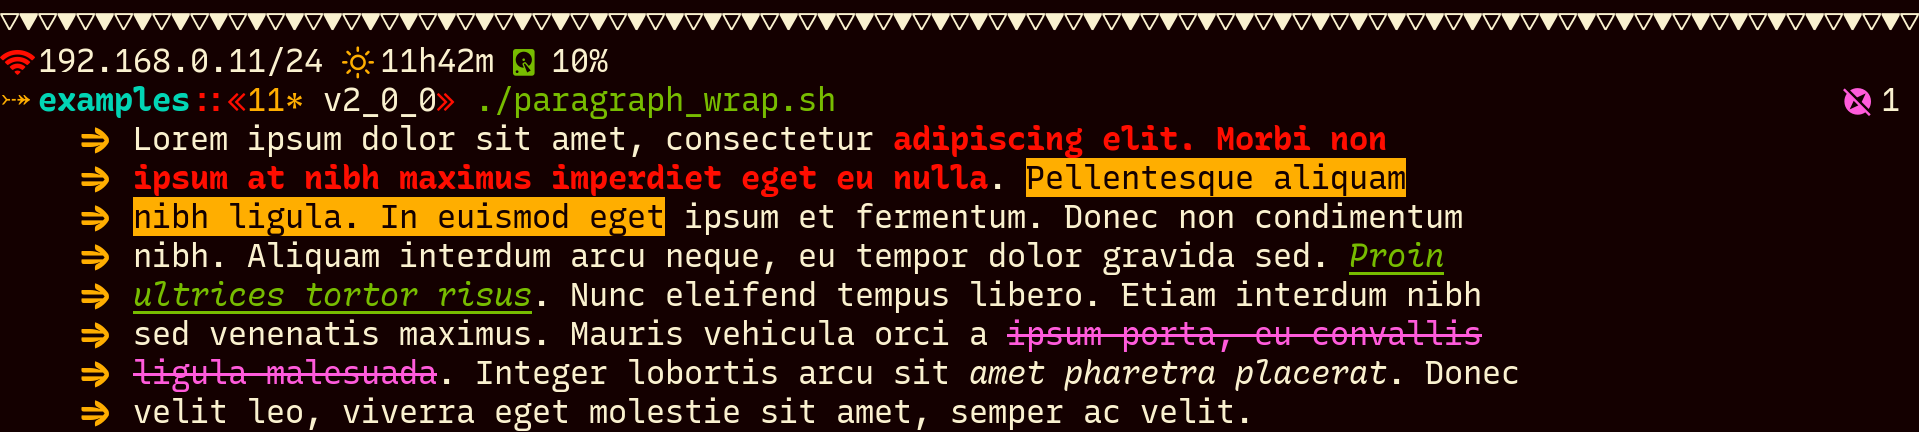 192.168.0.11/24 11h42m 10%
examples::«11* v2_0_0» ./paragraph_wrap.sh 1
⇒ Lorem ipsum dolor sit amet, consectetur adipiscing elit. Morbi non
⇒ ipsum at nibh maximus imperdiet eget eu nulla. Pellentesque aliquam
⇒ nibh ligula. In euismod eget ipsum et fermentum. Donec non condimentum
⇒ nibh. Aliquam interdum arcu neque, eu tempor dolor gravida sed. Proin
⇒ ultrices tortor risus. Nunc eleifend tempus libero. Etiam interdum nibh
⇒ sed venenatis maximus. Mauris vehicula orci a ipsum porta, eu convallis
⇒ ligula malesuada. Integer lobortis arcu sit amet pharetra placerat. Donec
⇒ velit leo, viverra eget molestie sit amet, semper ac velit.